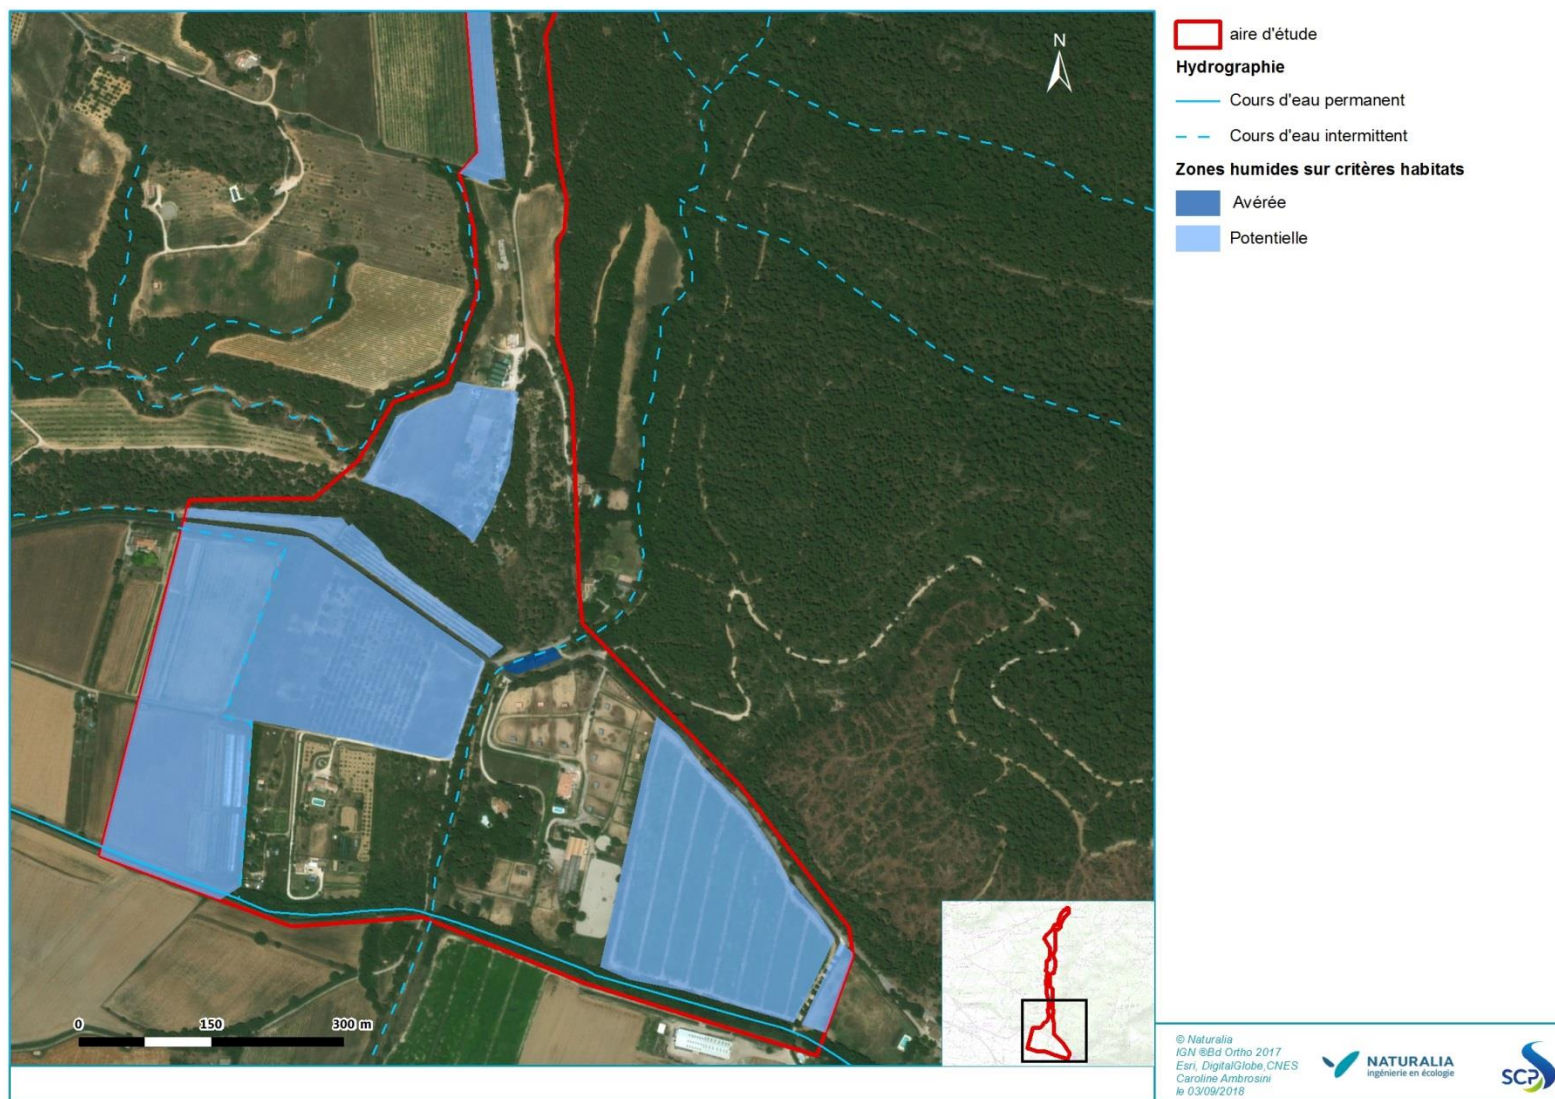 N
aire d'étude
Hydrographie
Cours d'eau permanent
Cours d'eau intermittent
Zones humides sur critères habitats
Avérée
Potentielle
0 150 300 m
© Naturalia
IGN ®Bd Ortho 2017
Esri, DigitalGlobe,CNES
Caroline Ambrosini
le 03/09/2018
NATURALIA
ingénierie en écologie
SCP